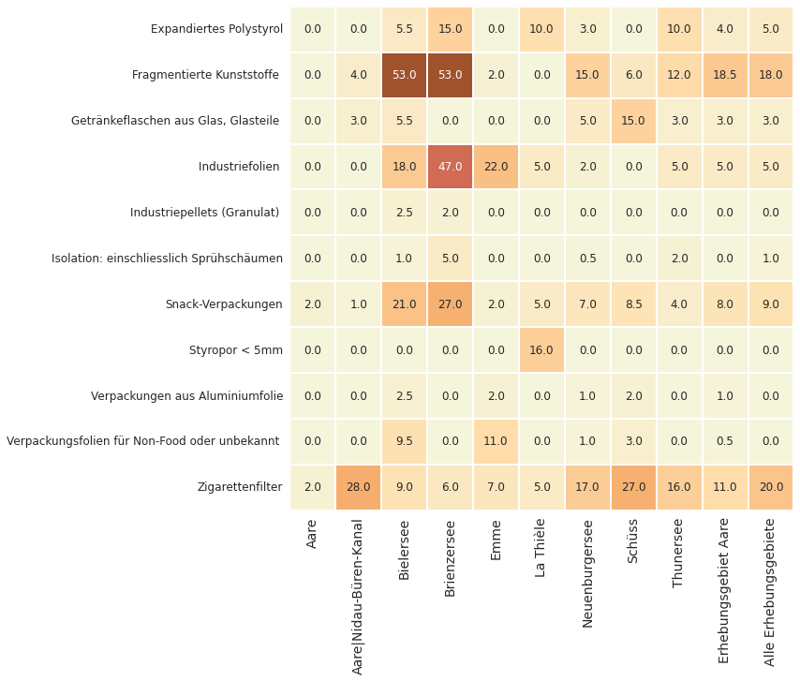 Expandiertes Polystyrol 0.0 0.0 5.5 15.0 0.0 10.0 3.0 0.0 10.0 4.0 5.0
Fragmentierte Kunststoffe 0.0 4.0 53.0 53.0 2.0 0.0 15.0 6.0 12.0 18.5 18.0
Getränkeflaschen aus Glas, Glasteile 0.0 3.0 5.5 0.0 0.0 0.0 5.0 15.0 3.0 3.0 3.0
Industriefolien 0.0 0.0 18.0 47.0 22.0 5.0 2.0 0.0 5.0 5.0 5.0
Industriepellets (Granulat) 0.0 0.0 2.5 2.0 0.0 0.0 0.0 0.0 0.0 0.0 0.0
Isolation: einschliesslich Sprühschäumen 0.0 0.0 1.0 5.0 0.0 0.0 0.5 0.0 2.0 0.0 1.0
Snack-Verpackungen 2.0 1.0 21.0 27.0 2.0 5.0 7.0 8.5 4.0 8.0 9.0
Styropor < 5mm 0.0 0.0 0.0 0.0 0.0 16.0 0.0 0.0 0.0 0.0 0.0
Verpackungen aus Aluminiumfolie 0.0 0.0 2.5 0.0 2.0 0.0 1.0 2.0 0.0 1.0 0.0
Verpackungsfolien für Non-Food oder unbekannt 0.0 0.0 9.5 0.0 11.0 0.0 1.0 3.0 0.0 0.5 0.0
Zigarettenfilter 2.0 28.0 9.0 6.0 7.0 5.0 17.0 27.0 16.0 11.0 20.0
Aare
Aare|Nidau-Büren-Kanal
Bielersee
Brienzersee
Emme
La Thièle
Neuenburgersee
Schüss
Thunersee
Erhebungsgebiet Aare
Alle Erhebungsgebiete